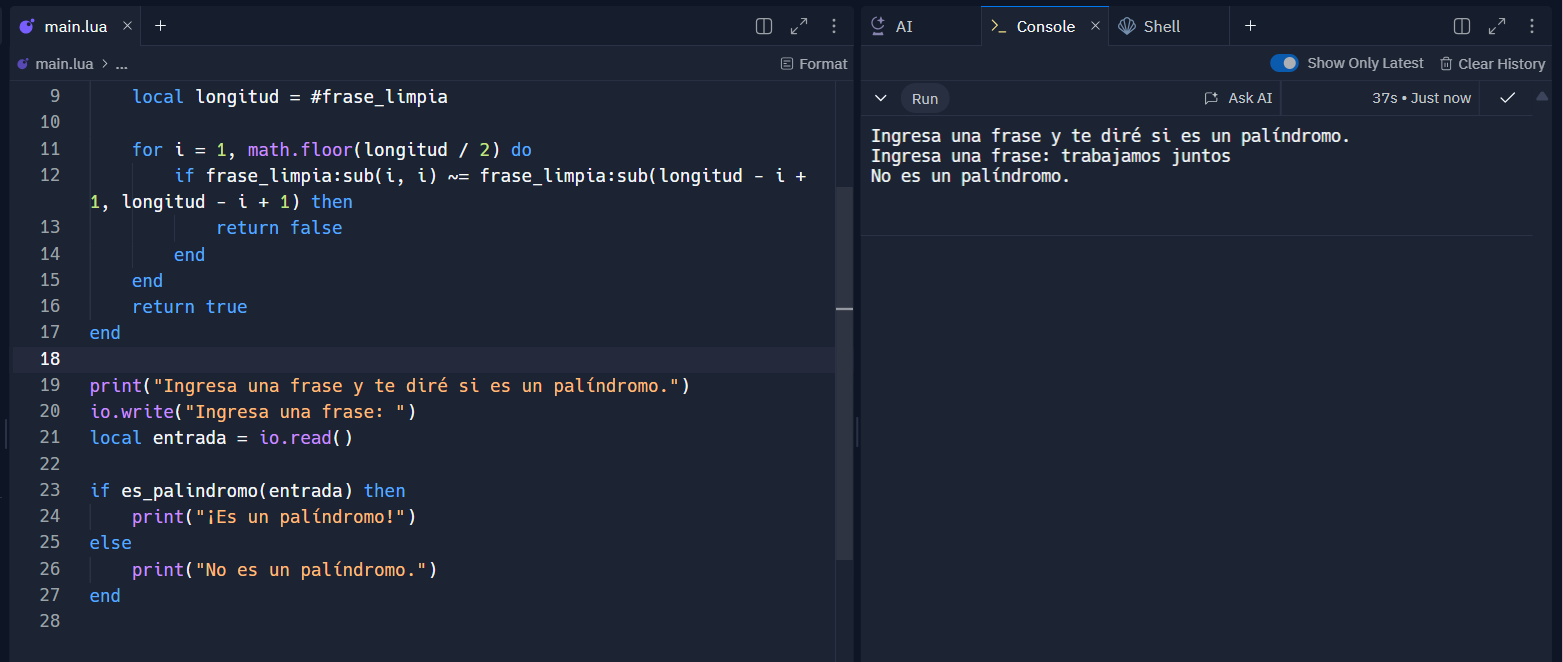 main.lua × +
main.lua > ...
Format
9 local longitud = #frase_limpia
10
11 for i = 1, math.floor(longitud / 2) do
12 if frase_limpia:sub(i, i) ~= frase_limpia:sub(longitud - i +
1, longitud - i + 1) then
13 return false
14 end
15 end
16 return true
17 end
18
19 print("Ingresa una frase y te diré si es un palíndromo.")
20 io.write("Ingresa una frase: ")
21 local entrada = io.read()
22
23 if es_palindromo(entrada) then
24 print("¡Es un palíndromo!")
25 else
26 print("No es un palíndromo.")
27 end
28
AI
>_ Console ×
Shell
+
Show Only Latest
Clear History
Run
Ask AI
37s • Just now
Ingresa una frase y te diré si es un palíndromo.
Ingresa una frase: trabajamos juntos
No es un palíndromo.